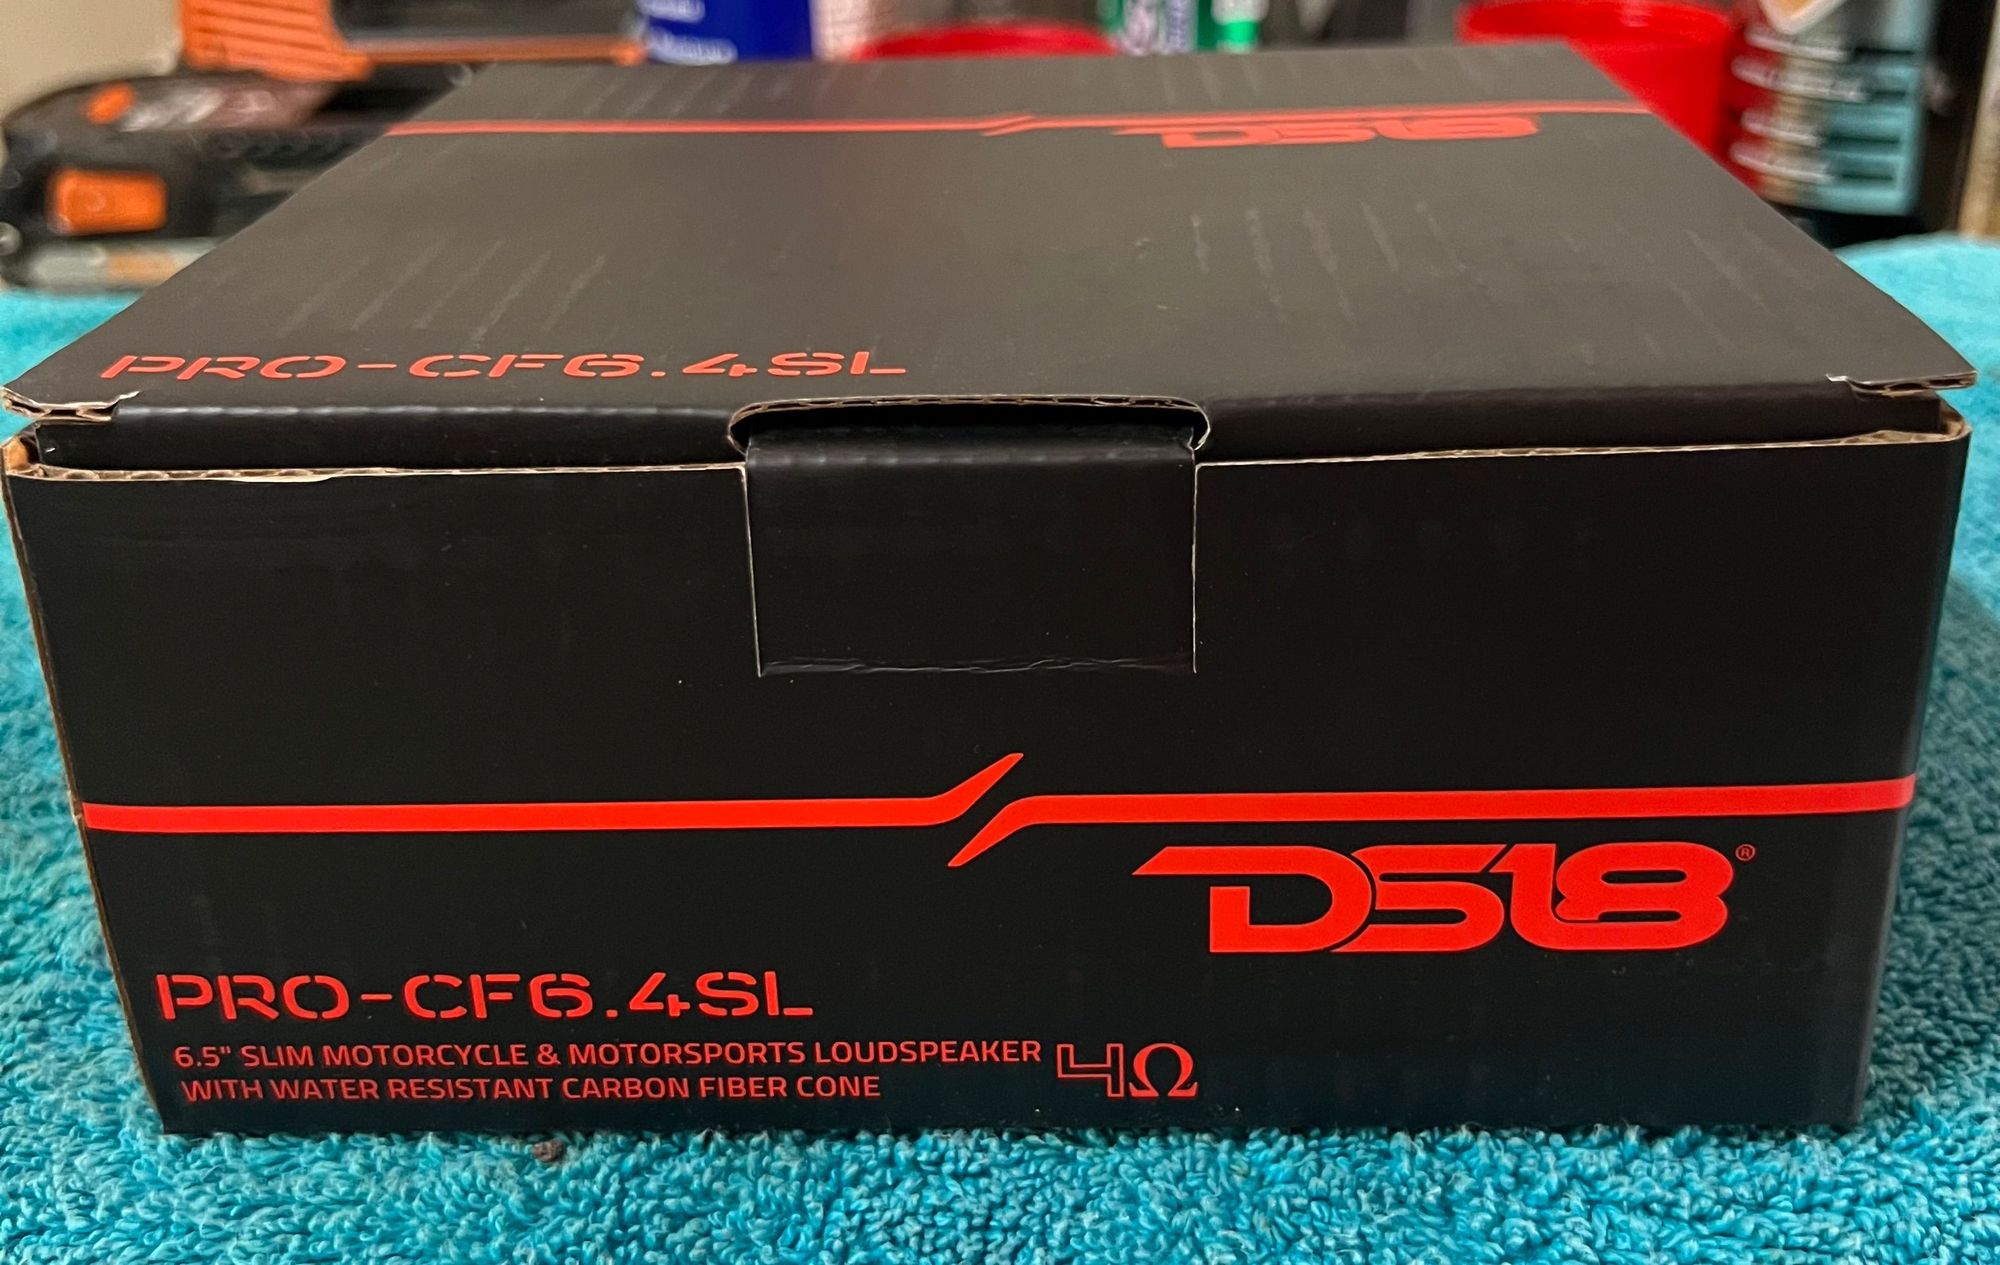 DS18
PRO-CF6.4SL
DS18®
PRO-CF6.4SL
6.5" SLIM MOTORCYCLE & MOTORSPORTS LOUDSPEAKER
WITH WATER RESISTANT CARBON FIBER CONE
4Ω